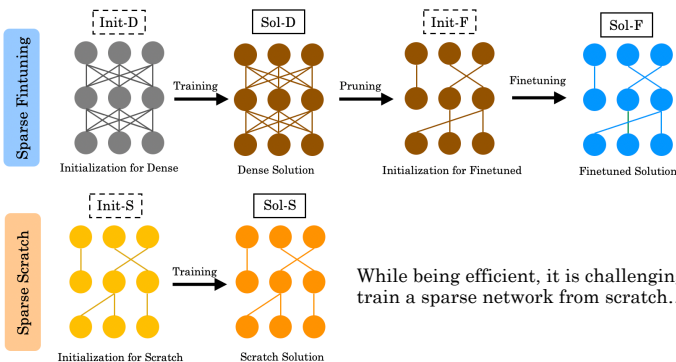 Sparse Fintuning
Init-D
Sol-D
Init-F
Sol-F
Training
Pruning
Finetuning
Initialization for Dense
Dense Solution
Initialization for Finetuned
Finetuned Solution
Sparse Scratch
Init-S
Sol-S
Training
While being efficient, it is challengin
train a sparse network from scratch..
Initialization for Scratch
Scratch Solution